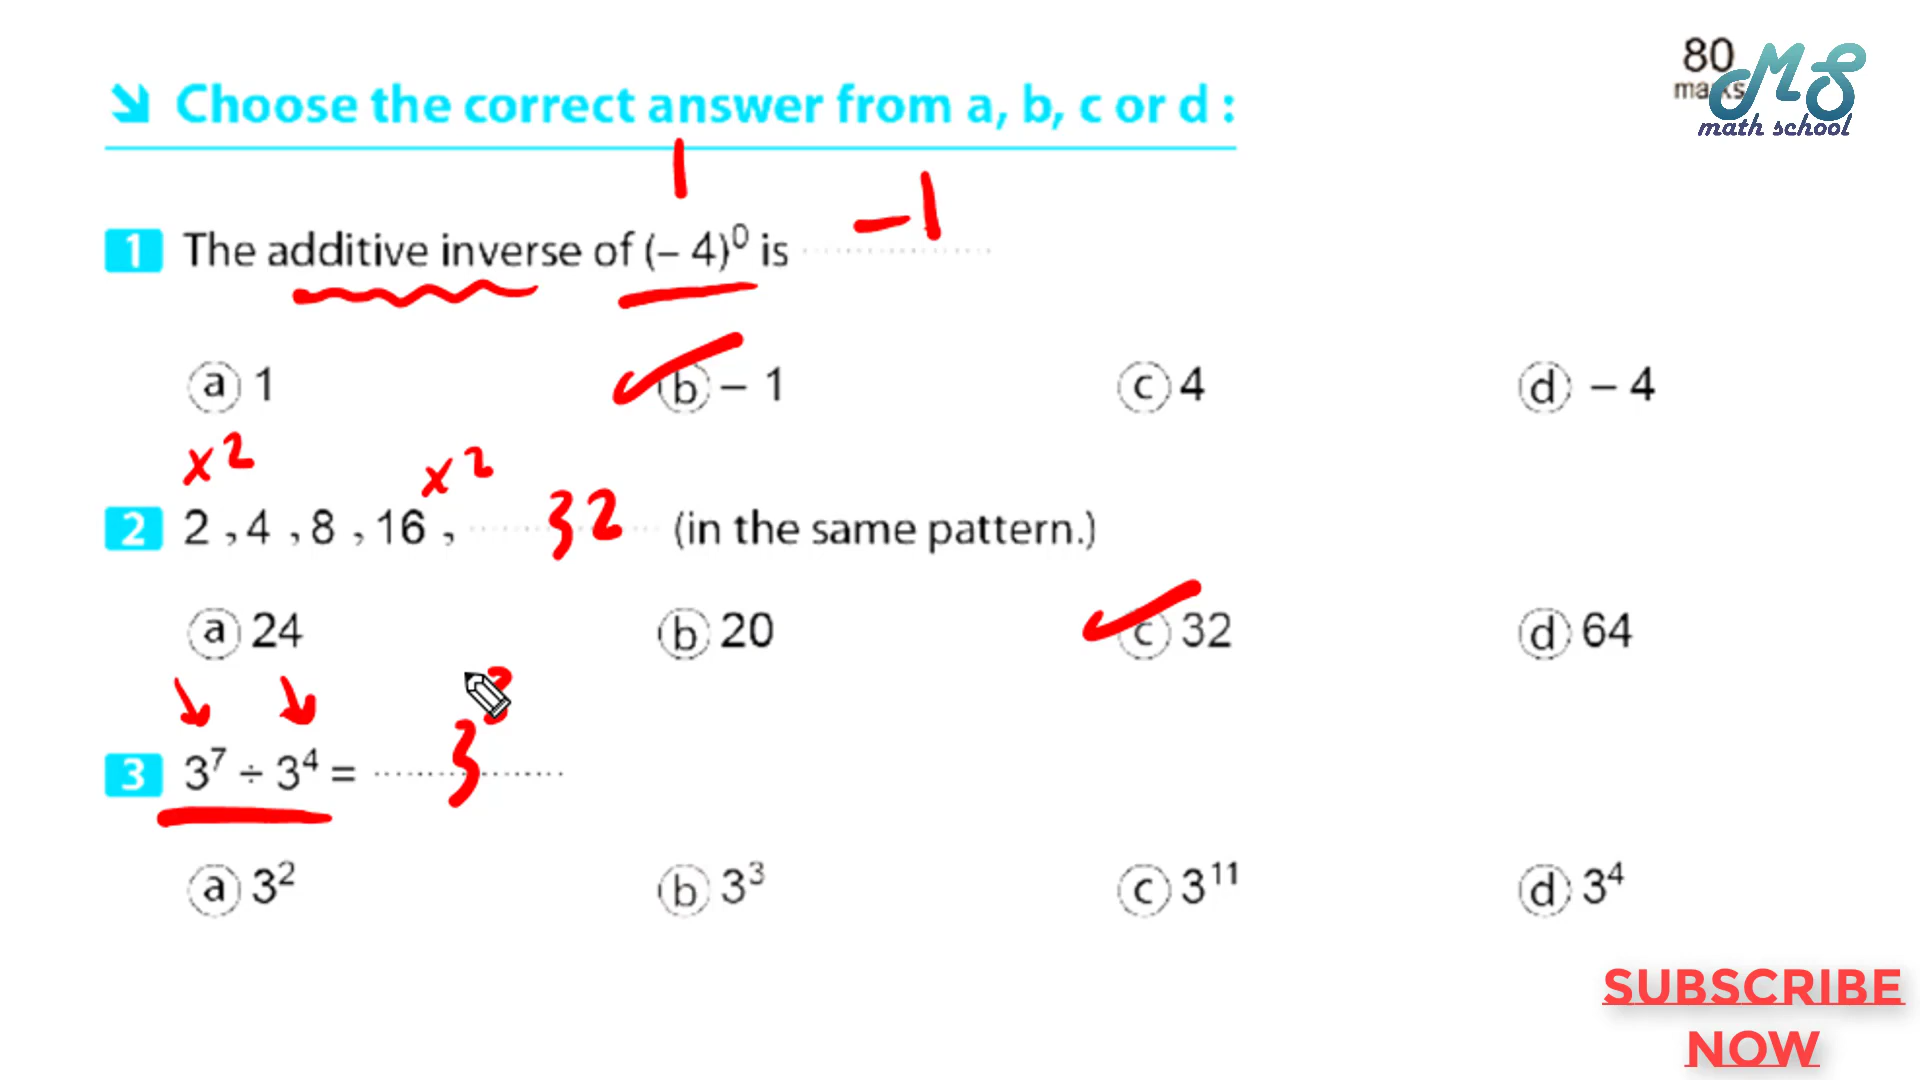 80
marks
MS
math school
Choose the correct answer from a, b, c or d :
1
-1
1 The additive inverse of (– 4)⁰ is
a 1 b – 1 c 4 d – 4
x2 x2
2 2 , 4 , 8 , 16 , 32 (in the same pattern.)
a 24 b 20 c 32 d 64
3 3⁷ ÷ 3⁴ = 3³
a 3² b 3³ c 3¹¹ d 3⁴
SUBSCRIBE
NOW